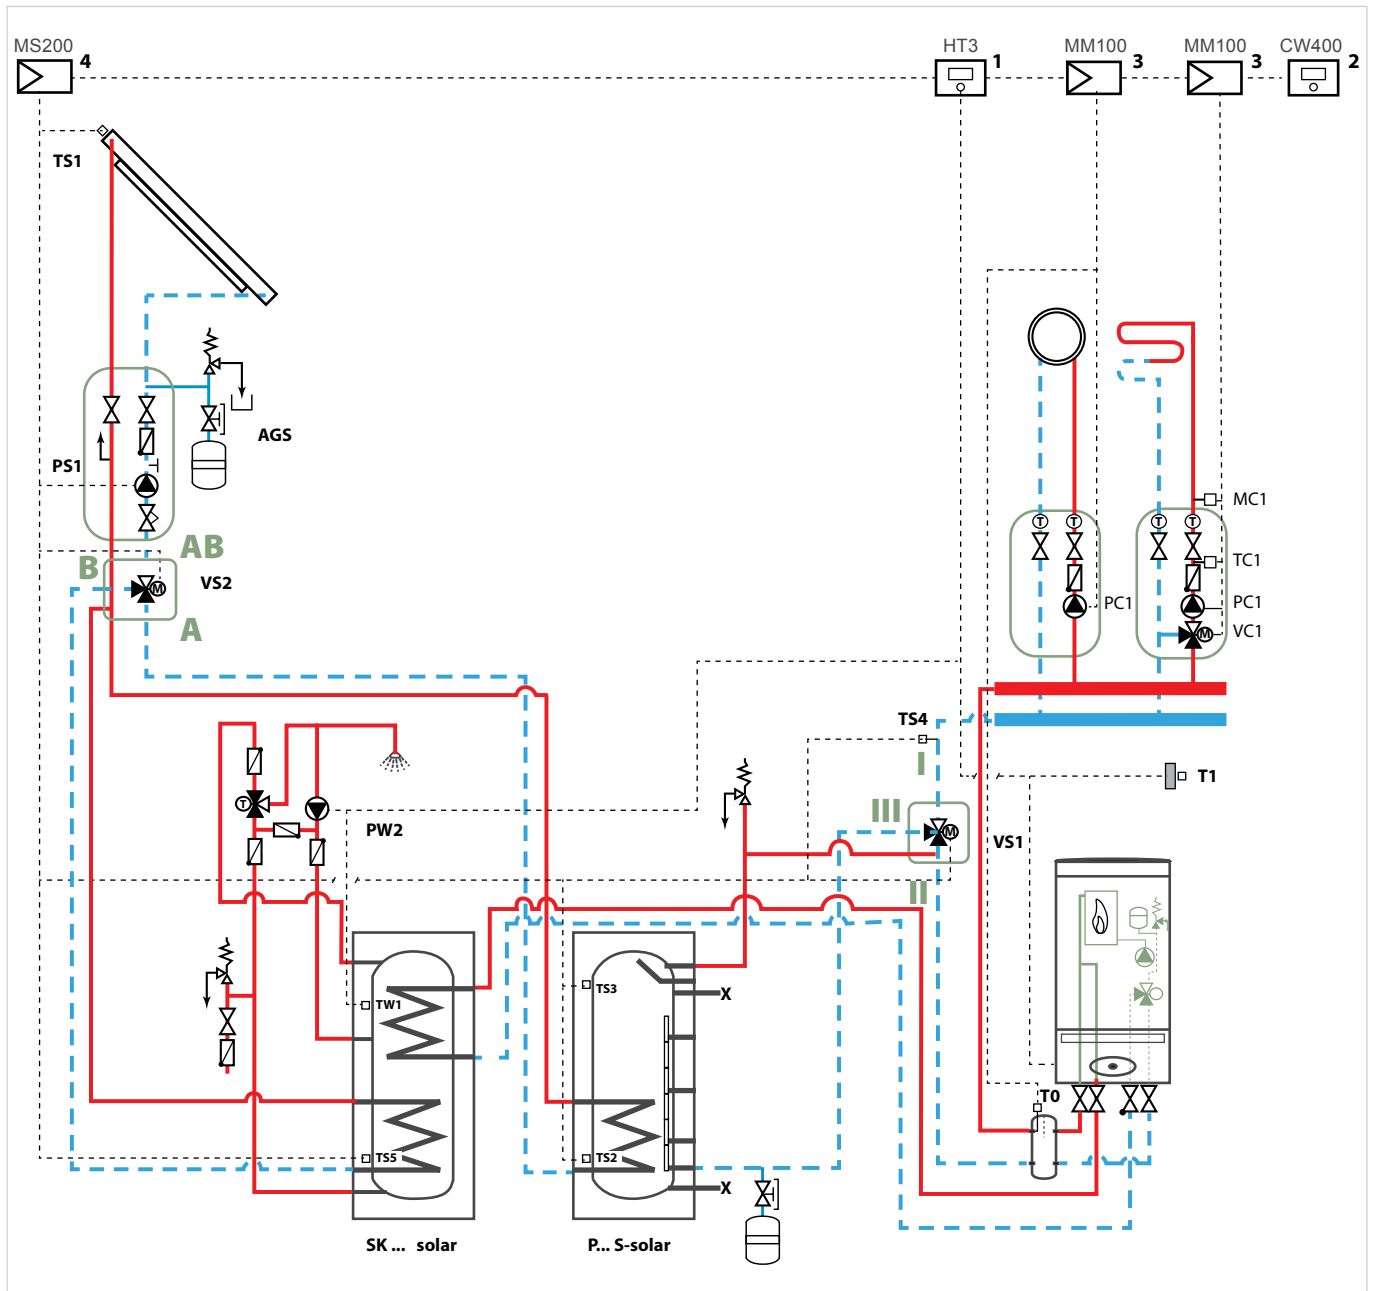 MS200 4
HT3 1
MM100 3
MM100 3
CW400 2
TS1
AGS
PS1
AB
B
VS2
M
A
T T
T T
MC1
TC1
PC1
PC1
M
VC1
TS4
I
T1
T
PW2
III
M
VS1
II
TS3
X
TW1
T0
TS5
TS2
X
SK ... solar
P... S-solar